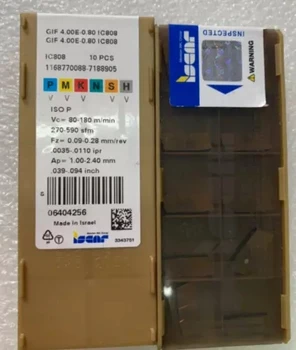 GIF 4.00E-0.80 IC808
GIF 4.00E-0.80 IC808
IC808 10 PCS
1168770088-7188905
P M K N S H
ISO P
Vc= 80-180 m/min
270-590 sfm
Fz= 0.09-0.28 mm/rev
.0035-.0110 ipr
Ap= 1.00-2.40 mm
.039-.094 inch
06404256
Made in Israel
iscar
INSPECTED
iscar
WARNING